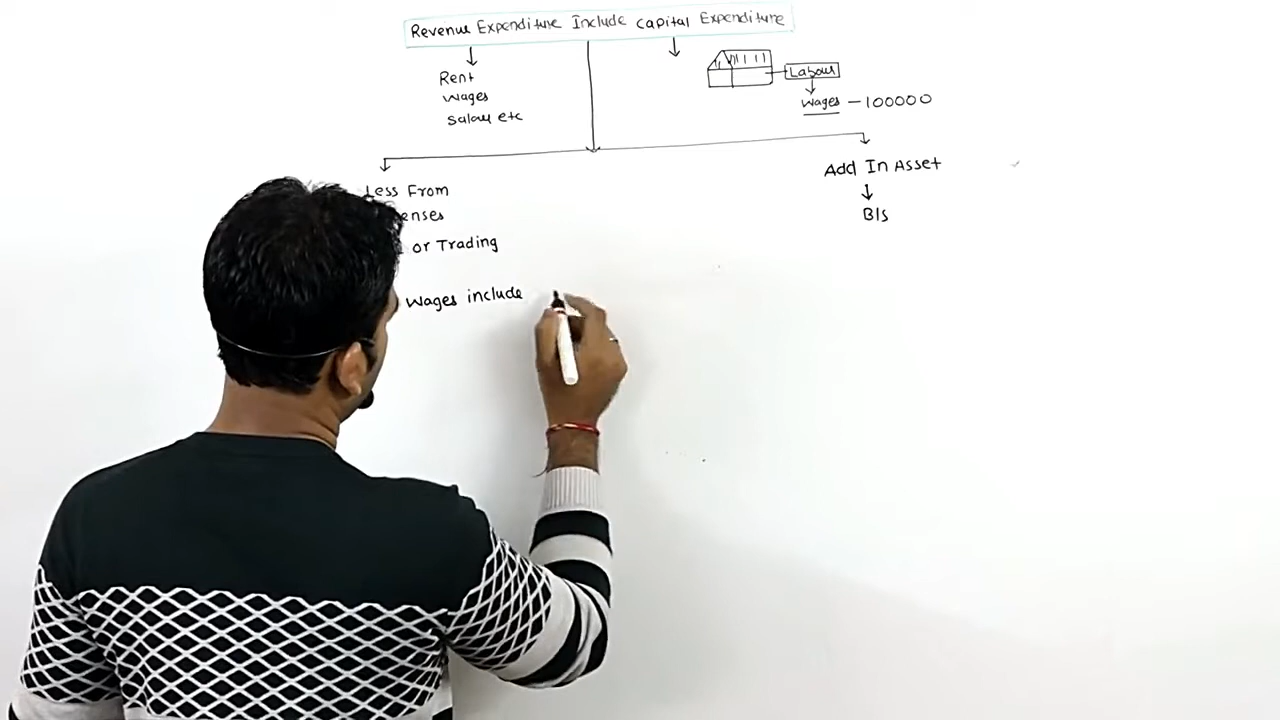 Revenue Expenditure Include Capital Expenditure
Rent
Wages
Salary etc
Labour
Wages - 100000
Less From
or Trading
Add In Asset
B/s
Wages include